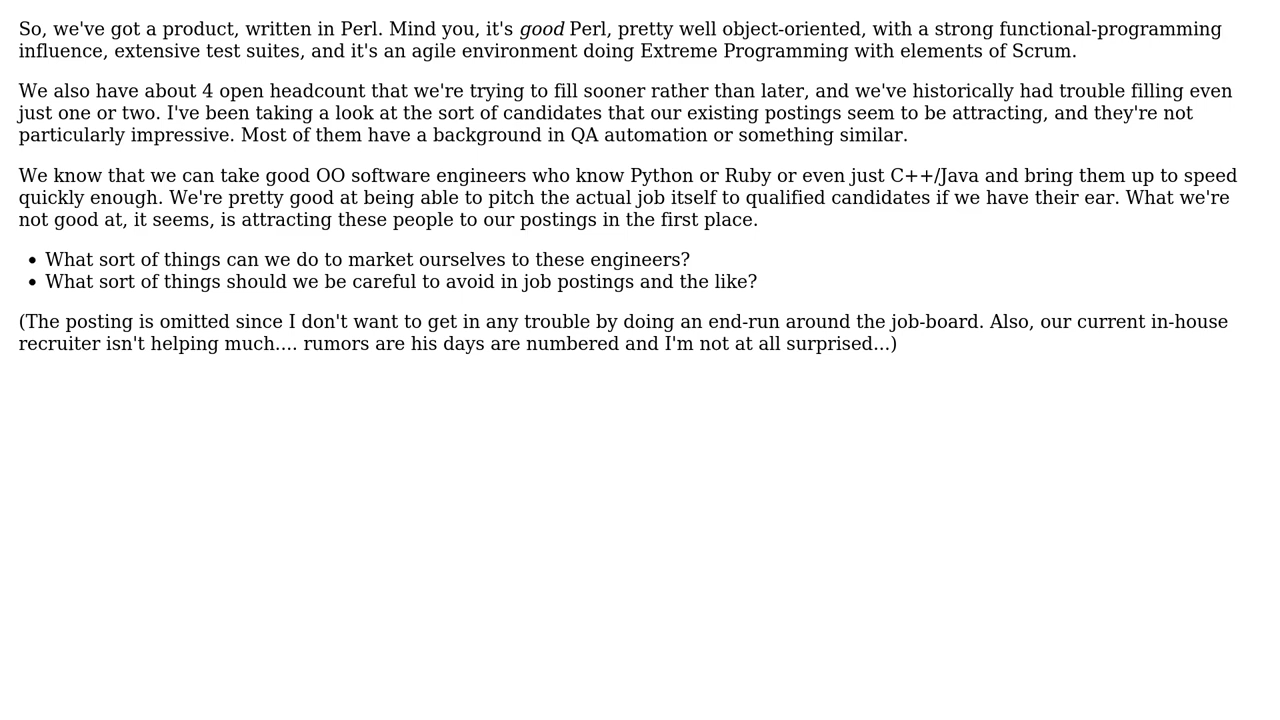 So, we've got a product, written in Perl. Mind you, it's good Perl, pretty well object-oriented, with a strong functional-programming
influence, extensive test suites, and it's an agile environment doing Extreme Programming with elements of Scrum.
We also have about 4 open headcount that we're trying to fill sooner rather than later, and we've historically had trouble filling even
just one or two. I've been taking a look at the sort of candidates that our existing postings seem to be attracting, and they're not
particularly impressive. Most of them have a background in QA automation or something similar.
We know that we can take good OO software engineers who know Python or Ruby or even just C++/Java and bring them up to speed
quickly enough. We're pretty good at being able to pitch the actual job itself to qualified candidates if we have their ear. What we're
not good at, it seems, is attracting these people to our postings in the first place.
• What sort of things can we do to market ourselves to these engineers?
• What sort of things should we be careful to avoid in job postings and the like?
(The posting is omitted since I don't want to get in any trouble by doing an end-run around the job-board. Also, our current in-house
recruiter isn't helping much.... rumors are his days are numbered and I'm not at all surprised...)